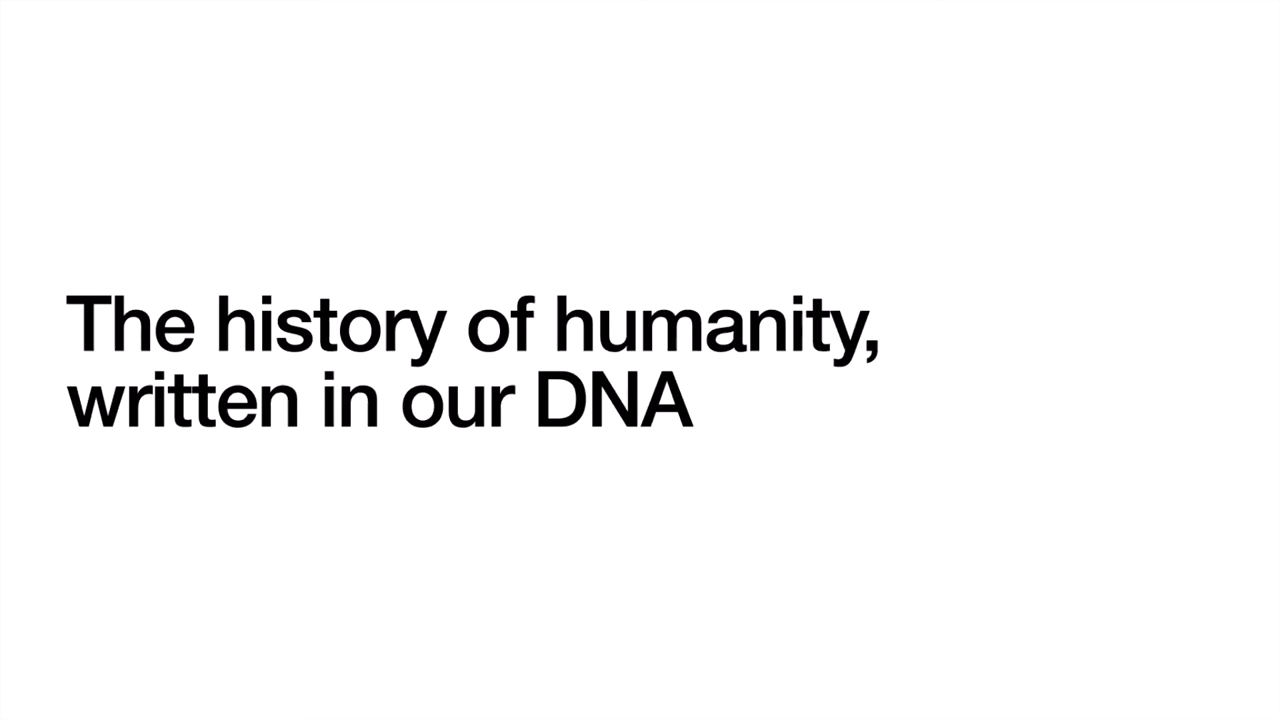 The history of humanity,
written in our DNA